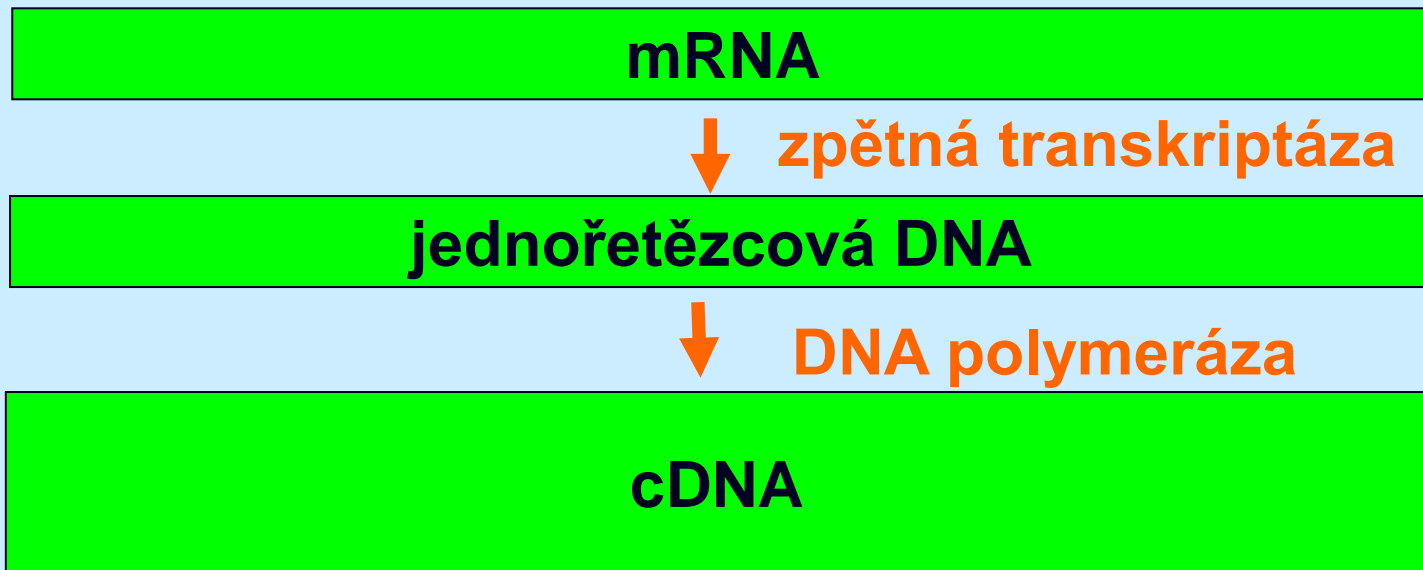 mRNA
zpětná transkriptáza
jednořetězcová DNA
DNA polymeráza
cDNA